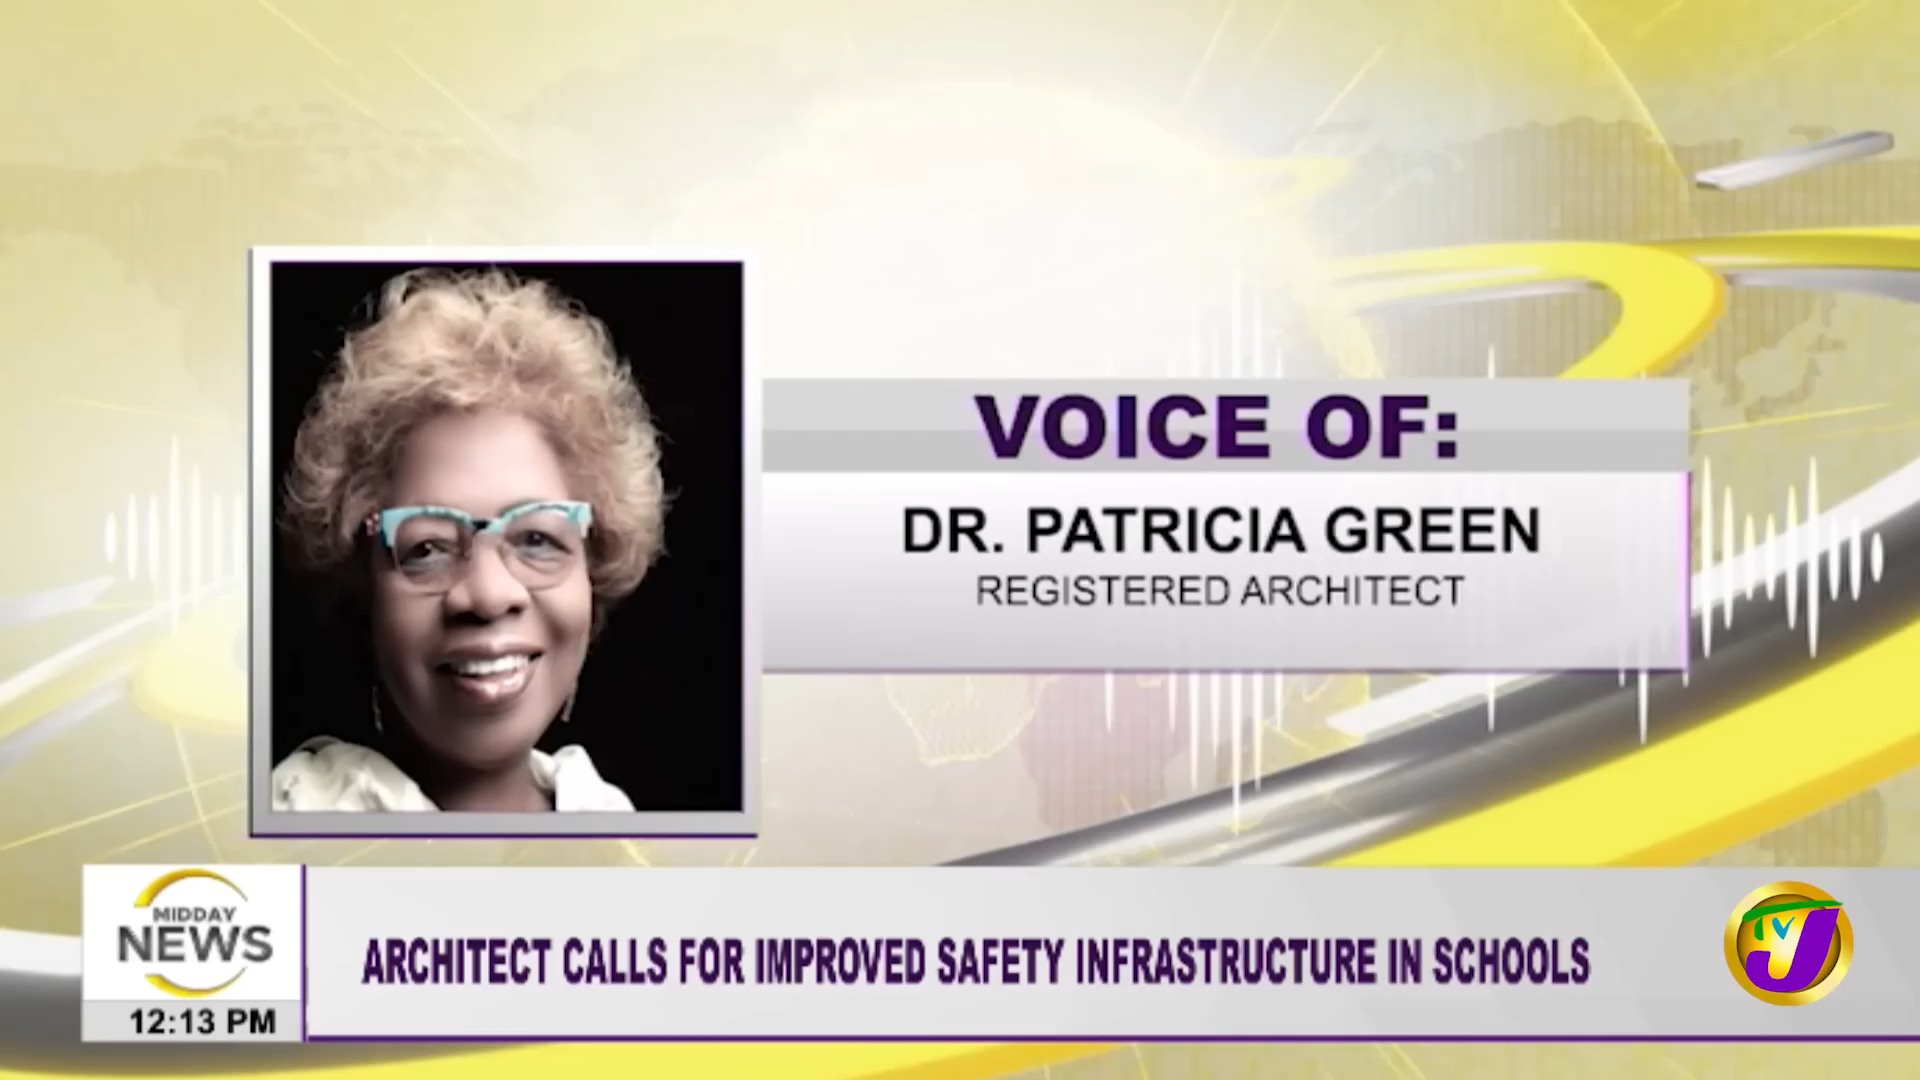 VOICE OF:
DR. PATRICIA GREEN
REGISTERED ARCHITECT
MIDDAY
NEWS
12:13 PM
ARCHITECT CALLS FOR IMPROVED SAFETY INFRASTRUCTURE IN SCHOOLS
TVJ